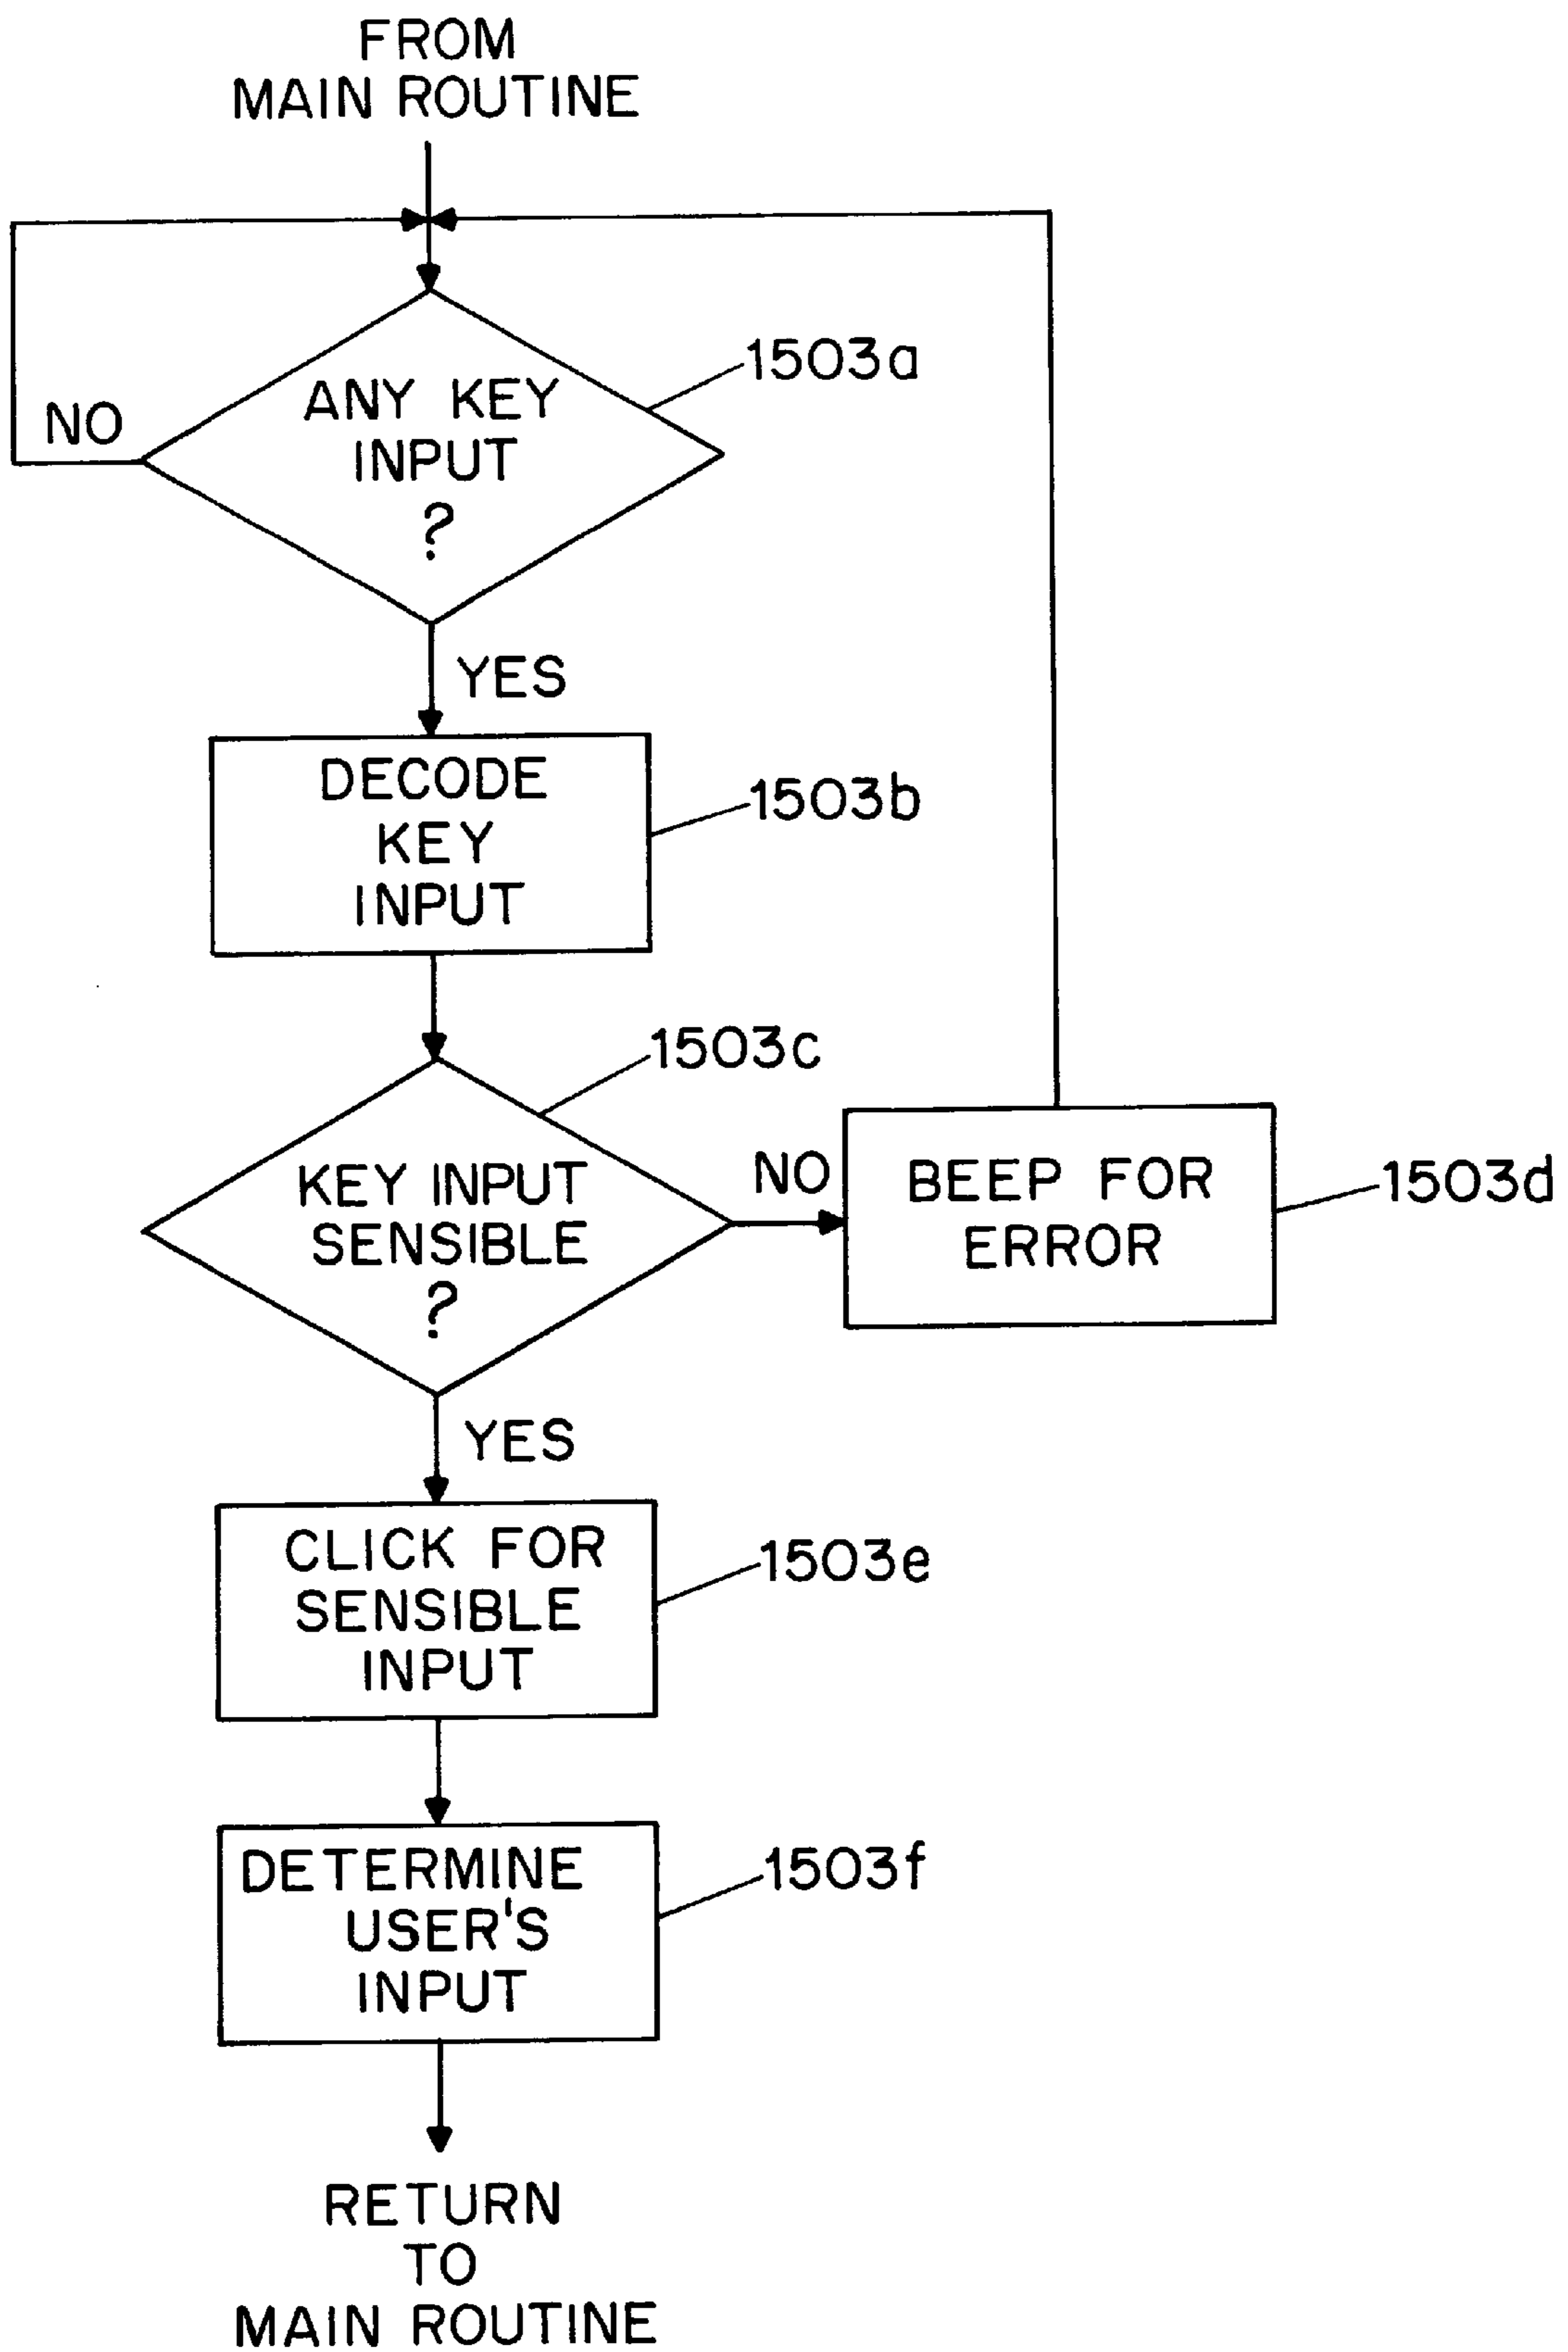 FROM
MAIN ROUTINE
1503a
ANY KEY
INPUT
?
NO
YES
DECODE
KEY
INPUT
1503b
1503c
KEY INPUT
SENSIBLE
?
NO
BEEP FOR
ERROR
1503d
YES
CLICK FOR
SENSIBLE
INPUT
1503e
DETERMINE
USER'S
INPUT
1503f
RETURN
TO
MAIN ROUTINE